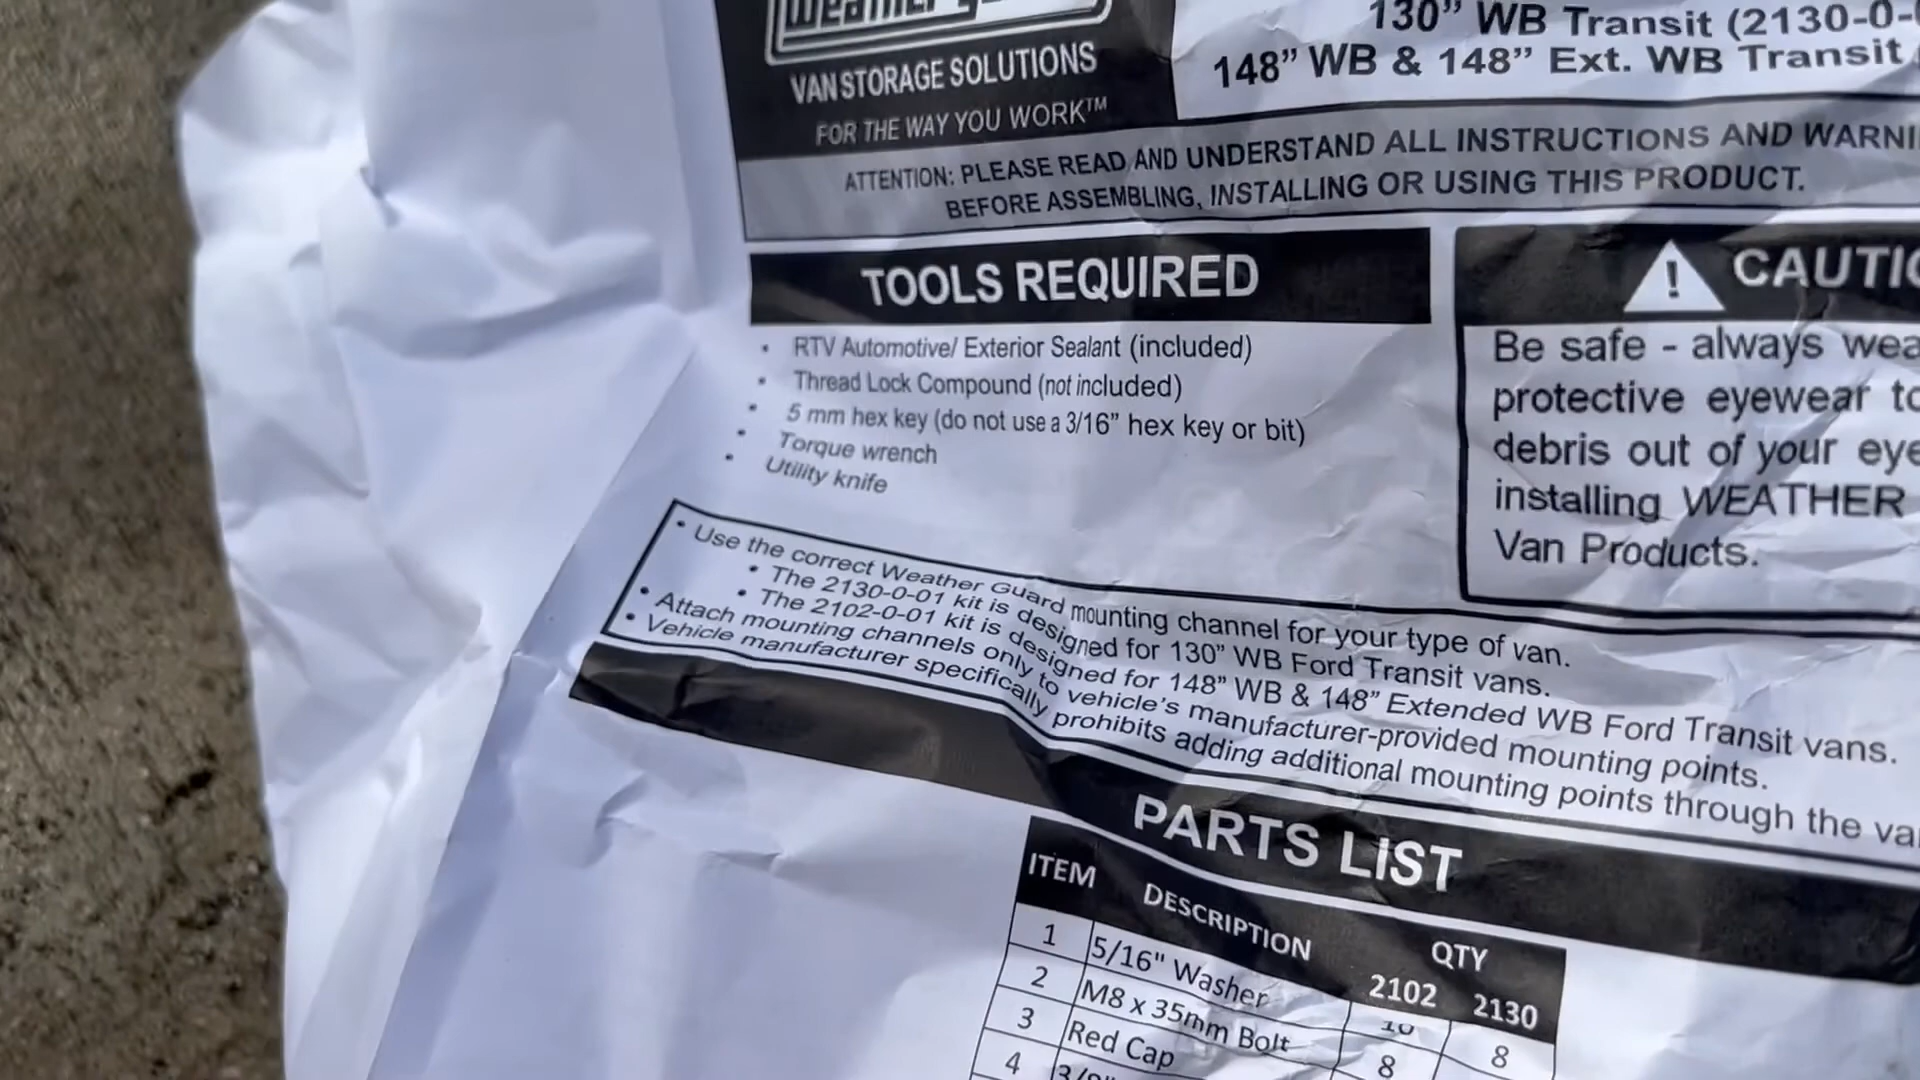 130” WB Transit (2130-0-
148” WB & 148” Ext. WB Transit
VAN STORAGE SOLUTIONS
FOR THE WAY YOU WORK™
ATTENTION: PLEASE READ AND UNDERSTAND ALL INSTRUCTIONS AND
BEFORE ASSEMBLING, INSTALLING OR USING THIS PRODUCT.
TOOLS REQUIRED
• RTV Automotive/ Exterior Sealant (included)
• Thread Lock Compound (not included)
• 5 mm hex key (do not use a 3/16” hex key or bit)
• Torque wrench
• Utility knife
! 
Be safe - always
protective eyewear
debris out of your
installing WEATHER
Van Products.
• Use the correct Weather Guard mounting channel for your type of van.
• The 2130-0-01 kit is designed for 130” WB Ford Transit vans.
• The 2102-0-01 kit is designed for 148” WB & 148” Extended WB Ford Transit vans.
• Attach mounting channels only to vehicle’s manufacturer-provided mounting points.
• Vehicle manufacturer specifically prohibits adding additional mounting points through the
PARTS LIST
ITEM DESCRIPTION QTY
2102 2130
1 5/16" Washer 10 8
2 M8 x 35mm Bolt 8
3 Red Cap
4